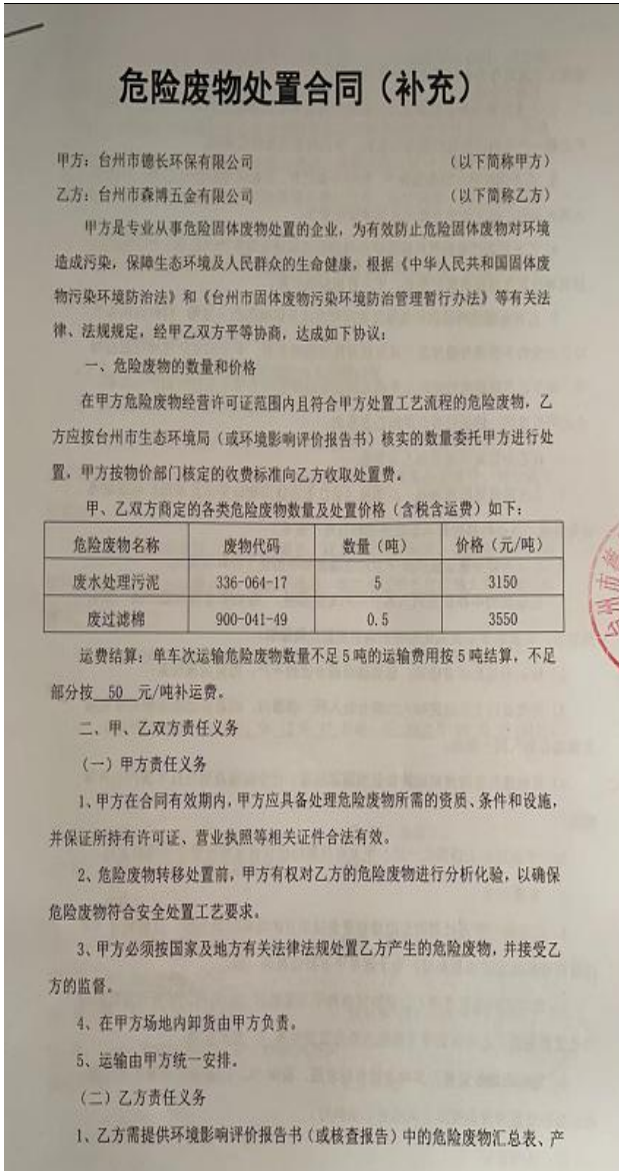 危险废物处置合同（补充）
甲方：台州市德长环保有限公司 （以下简称甲方）
乙方：台州市森博五金有限公司 （以下简称乙方）
甲方是专业从事危险固体废物处置的企业，为有效防止危险固体废物对环境
造成污染，保障生态环境及人民群众的生命健康，根据《中华人民共和国固体废
物污染环境防治法》和《台州市固体废物污染环境防治管理暂行办法》等有关法
律、法规规定，经甲乙双方平等协商，达成如下协议：
一、危险废物的数量和价格
在甲方危险废物经营许可证范围内且符合甲方处置工艺流程的危险废物，乙
方应按台州市生态环境局（或环境影响评价报告书）核实的数量委托甲方进行处
置，甲方按物价部门核定的收费标准向乙方收取处置费。
甲、乙双方商定的各类危险废物数量及处置价格（含税含运费）如下：
危险废物名称 废物代码 数量（吨） 价格（元/吨）
废水处理污泥 336-064-17 5 3150
废过滤棉 900-041-49 0.5 3550
运费结算：单车次运输危险废物数量不足5吨的运输费用按5吨结算，不足
部分按 50 元/吨补运费。
二、甲、乙双方责任义务
（一）甲方责任义务
1、甲方在合同有效期内，甲方应具备处理危险废物所需的资质、条件和设施，
并保证所持有许可证、营业执照等相关证件合法有效。
2、危险废物转移处置前，甲方有权对乙方的危险废物进行分析化验，以确保
危险废物符合安全处置工艺要求。
3、甲方必须按国家及地方有关法律法规处置乙方产生的危险废物，并接受乙
方的监督。
4、在甲方场地内卸货由甲方负责。
5、运输由甲方统一安排。
（二）乙方责任义务
1、乙方需提供环境影响评价报告书（或核查报告）中的危险废物汇总表、产
台州市德